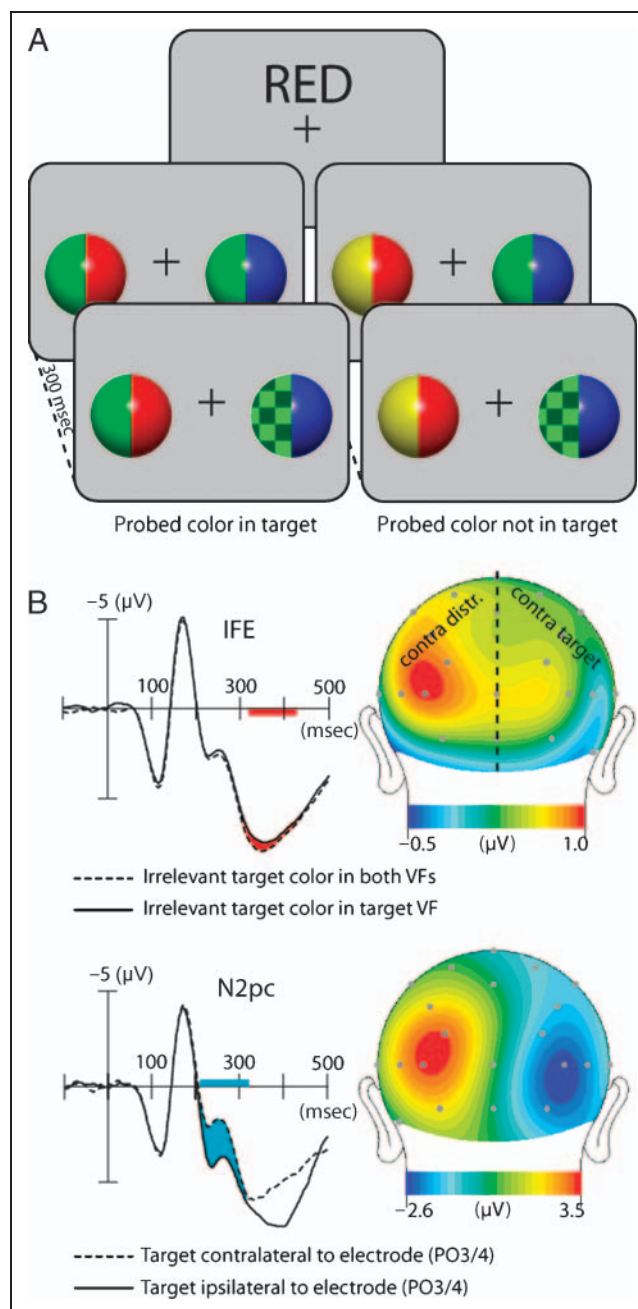 A
RED
300 msec
Probed color in target
Probed color not in target
B
−5 (μV)
IFE
100
300
500
(msec)
contra distr.
contra target
−0.5
(μV)
1.0
Irrelevant target color in both VFs
Irrelevant target color in target VF
−5 (μV)
N2pc
100
300
500
(msec)
−2.6
(μV)
3.5
Target contralateral to electrode (PO3/4)
Target ipsilateral to electrode (PO3/4)